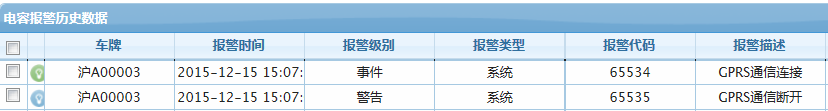 电容报警历史数据
车牌 报警时间 报警级别 报警类型 报警代码 报警描述
沪A00003 2015-12-15 15:07: 事件 系统 65534 GPRS通信连接
沪A00003 2015-12-15 15:07: 警告 系统 65535 GPRS通信断开